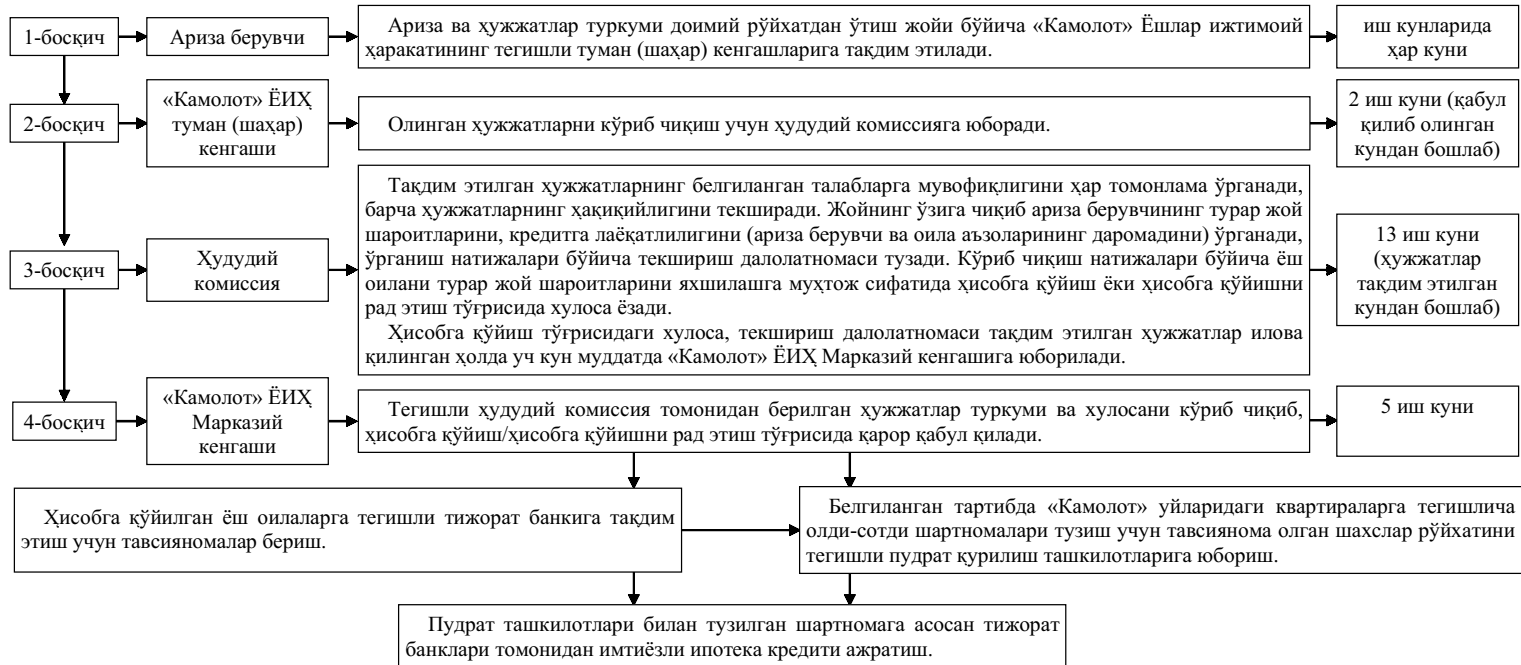 1-босқич
Ариза берувчи
Ариза ва ҳужжатлар туркуми доимий рўйхатдан ўтиш жойи бўйича «Камолот» Ёшлар ижтимоий
ҳаракатининг тегишли туман (шаҳар) кенгашларига тақдим этилади.
иш кунларида
ҳар куни
2-босқич
«Камолот» ЁИҲ
туман (шаҳар)
кенгаши
Олинган ҳужжатларни кўриб чиқиш учун ҳудудий комиссияга юборади.
2 иш куни (қабул
қилиб олинган
кундан бошлаб)
3-босқич
Ҳудудий
комиссия
Тақдим этилган ҳужжатларнинг белгиланган талабларга мувофиқлигини ҳар томонлама ўрганади,
барча ҳужжатларнинг ҳақиқийлигини текширади. Жойнинг ўзига чиқиб ариза берувчининг турар жой
шароитларини, кредитга лаёқатлилигини (ариза берувчи ва оила аъзоларининг даромадини) ўрганади,
ўрганиш натижалари бўйича текшириш далолатномаси тузади. Кўриб чиқиш натижалари бўйича ёш
оилани турар жой шароитларини яхшилашга муҳтож сифатида ҳисобга қўйиш ёки ҳисобга қўйишни
рад этиш тўғрисида хулоса ёзади.
Ҳисобга қўйиш тўғрисидаги хулоса, текшириш далолатномаси тақдим этилган ҳужжатлар илова
қилинган ҳолда уч кун муддатда «Камолот» ЁИҲ Марказий кенгашига юборилади.
13 иш куни
(ҳужжатлар
тақдим этилган
кундан бошлаб)
4-босқич
«Камолот» ЁИҲ
Марказий
кенгаши
Тегишли ҳудудий комиссия томонидан берилган ҳужжатлар туркуми ва хулосани кўриб чиқиб,
ҳисобга қўйиш/ҳисобга қўйишни рад этиш тўғрисида қарор қабул қилади.
5 иш куни
Ҳисобга қўйилган ёш оилаларга тегишли тижорат банкига тақдим
этиш учун тавсияномалар бериш.
Белгиланган тартибда «Камолот» уйларидаги квартираларга тегишлича
олди-сотди шартномалари тузиш учун тавсиянома олган шахслар рўйхатини
тегишли пудрат қурилиш ташкилотларига юбориш.
Пудрат ташкилотлари билан тузилган шартномага асосан тижорат
банклари томонидан имтиёзли ипотека кредити ажратиш.